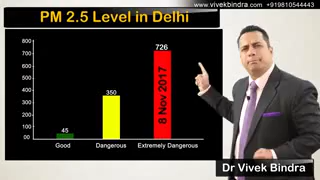 www.vivekbindra.com +919810544443
PM 2.5 Level in Delhi
800
700
600
500
400
300
200
100
00
45
350
726
8 Nov 2017
Good
Dangerous
Extremely Dangerous
Dr Vivek Bindra